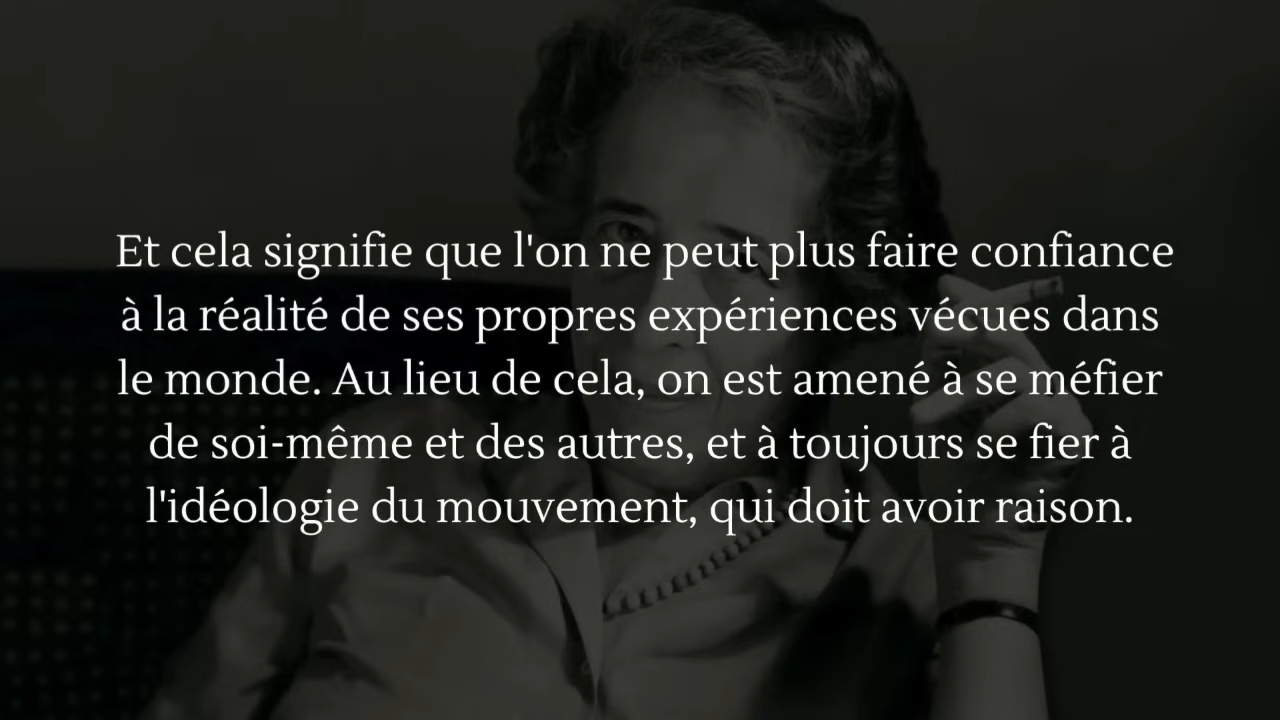 Et cela signifie que l'on ne peut plus faire confiance
à la réalité de ses propres expériences vécues dans
le monde. Au lieu de cela, on est amené à se méfier
de soi-même et des autres, et à toujours se fier à
l'idéologie du mouvement, qui doit avoir raison.